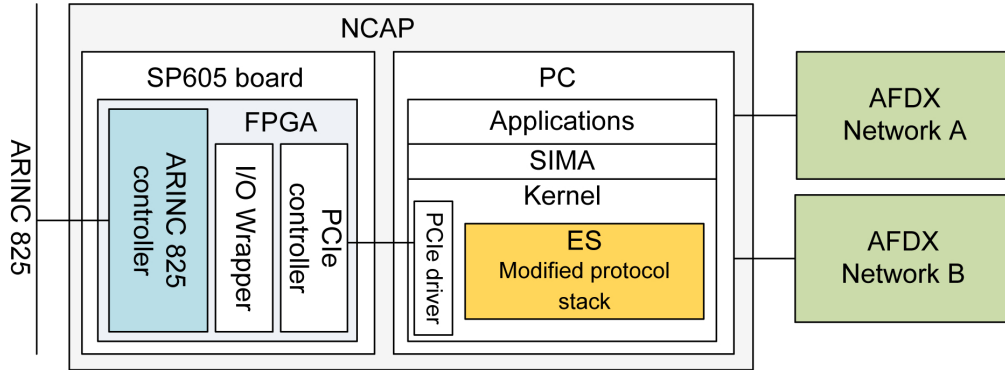 NCAP
ARINC 825
SP605 board
FPGA
ARINC 825
controller
I/O Wrapper
PCIe
controller
PC
Applications
SIMA
Kernel
PCIe driver
ES
Modified protocol
stack
AFDX
Network A
AFDX
Network B